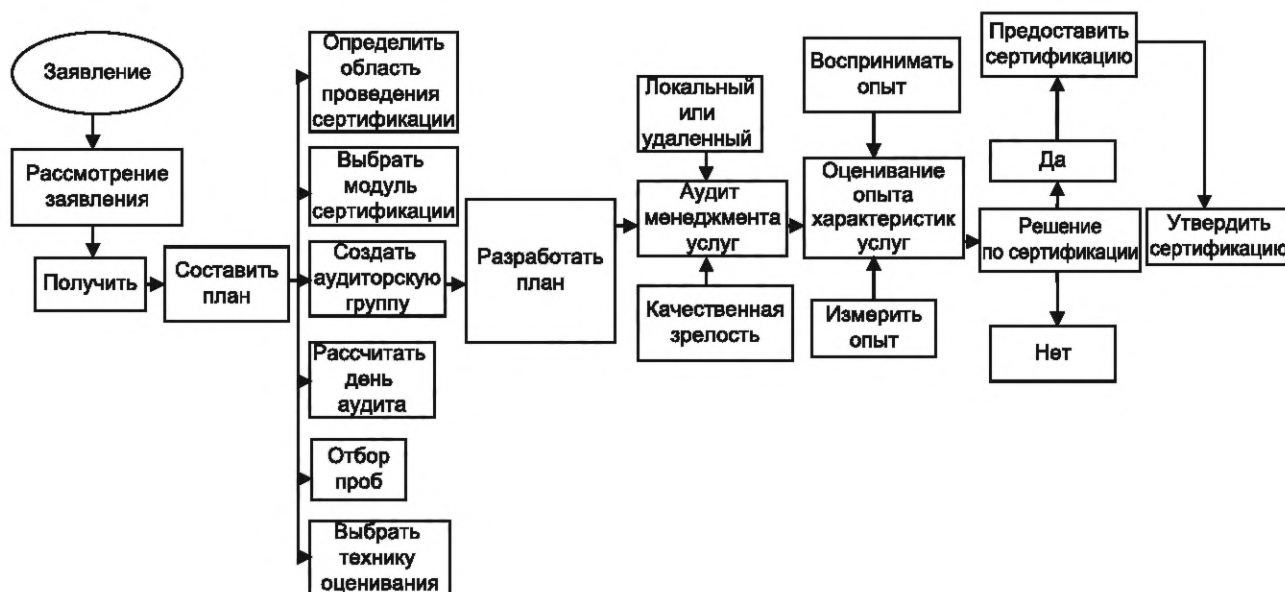 Заявление
Рассмотрение
заявления
Получить
Составить
план
Определить
область
проведения
сертификации
Выбрать
модуль
сертификации
Создать
аудиторскую
группу
Рассчитать
день
аудита
Отбор
проб
Выбрать
технику
оценивания
Разработать
план
Локальный
или
удаленный
Аудит
менеджмента
услуг
Качественная
зрелость
Воспринимать
опыт
Оценивание
опыта
характеристик
услуг
Измерить
опыт
Предоставить
сертификацию
Да
Решение
по сертификации
Нет
Утвердить
сертификацию